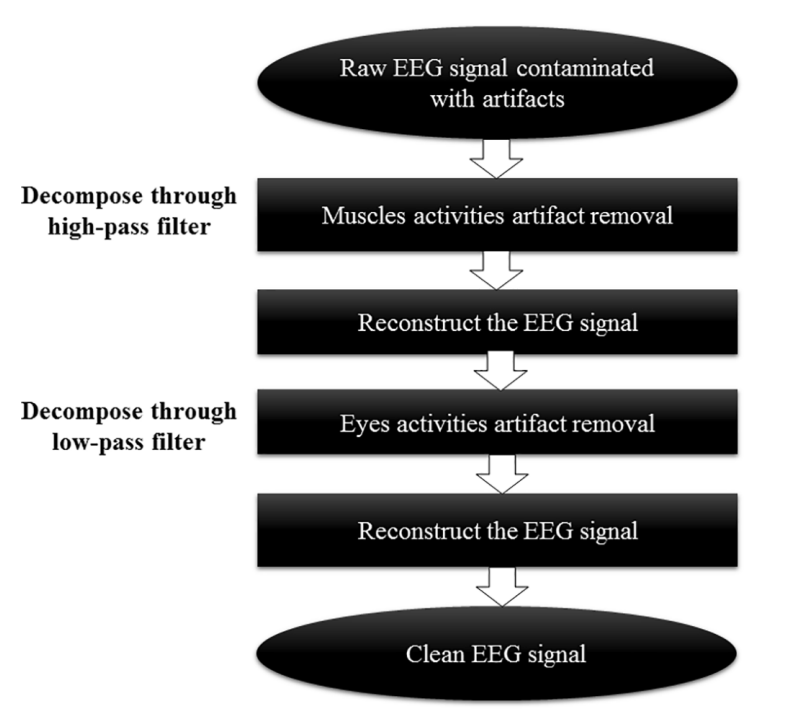 Raw EEG signal contaminated
with artifacts
Decompose through
high-pass filter
Muscles activities artifact removal
Reconstruct the EEG signal
Decompose through
low-pass filter
Eyes activities artifact removal
Reconstruct the EEG signal
Clean EEG signal